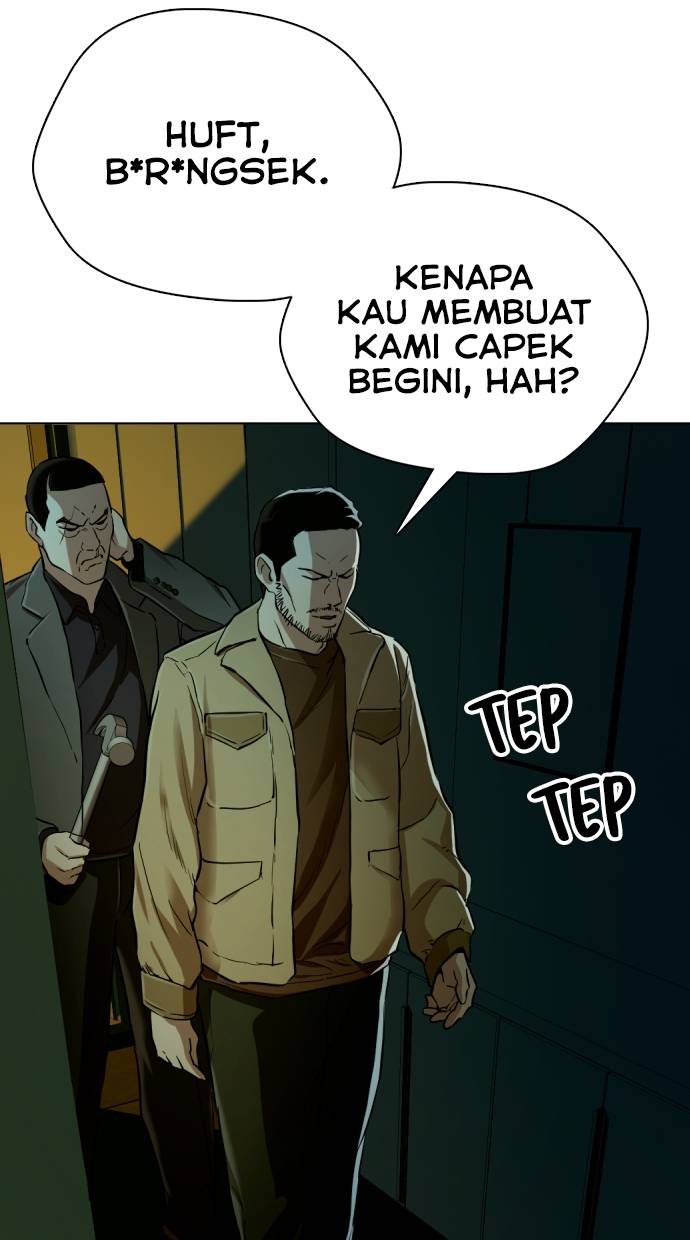 HUFT,
B*R*NGSEK.
KENAPA
KAU MEMBUAT
KAMI CAPEK
BEGINI, HAH?
TEP
TEP